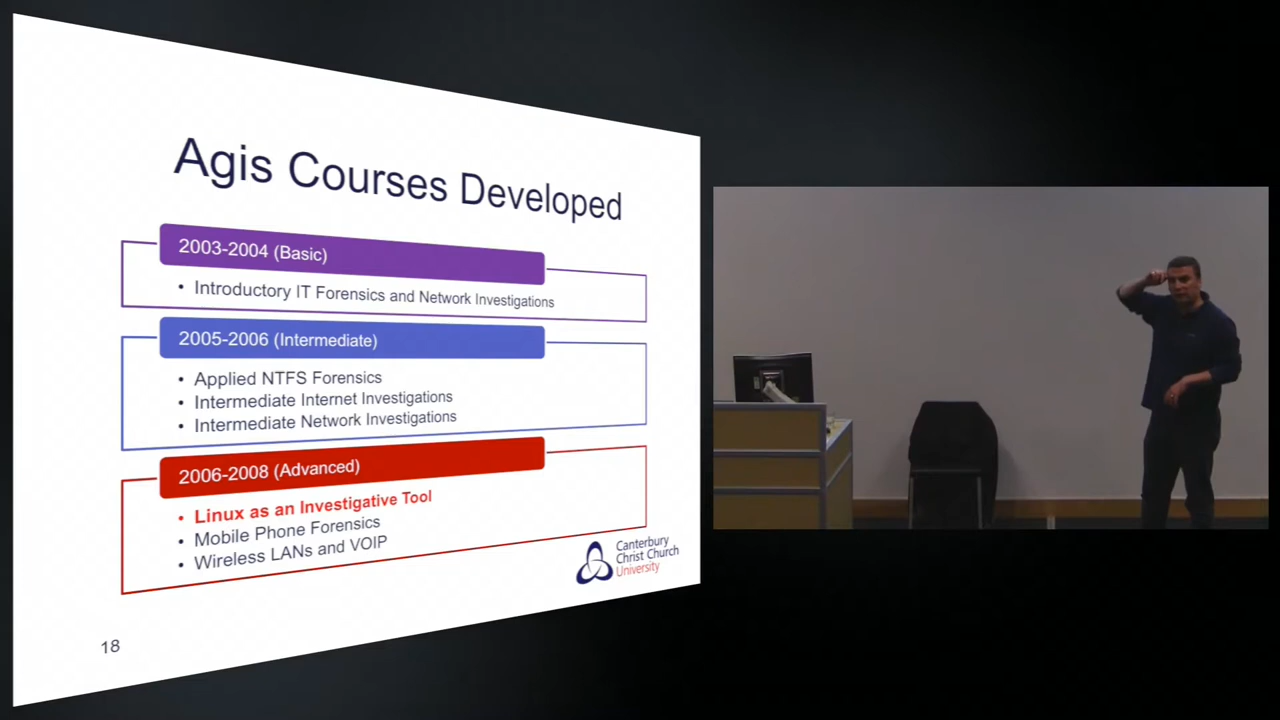 Agis Courses Developed
2003-2004 (Basic)
• Introductory IT Forensics and Network Investigations
2005-2006 (Intermediate)
• Applied NTFS Forensics
• Intermediate Internet Investigations
• Intermediate Network Investigations
2006-2008 (Advanced)
• Linux as an Investigative Tool
• Mobile Phone Forensics
• Wireless LANs and VOIP
Canterbury
Christ Church
University
18